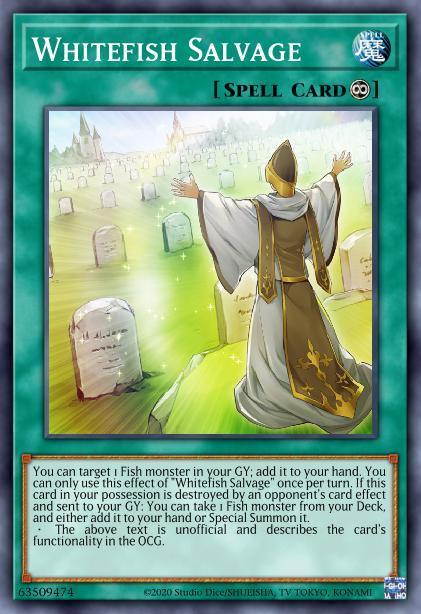 Whitefish Salvage
SPELL
魔
[Spell Card]
You can target 1 Fish monster in your GY; add it to your hand. You
can only use this effect of "Whitefish Salvage" once per turn. If this
card in your possession is destroyed by an opponent's card effect
and sent to your GY: You can take 1 Fish monster from your Deck,
and either add it to your hand or Special Summon it.
· The above text is unofficial and describes the card's
functionality in the OCG.
63509474
©2020 Studio Dice/SHUEISHA, TV TOKYO, KONAMI